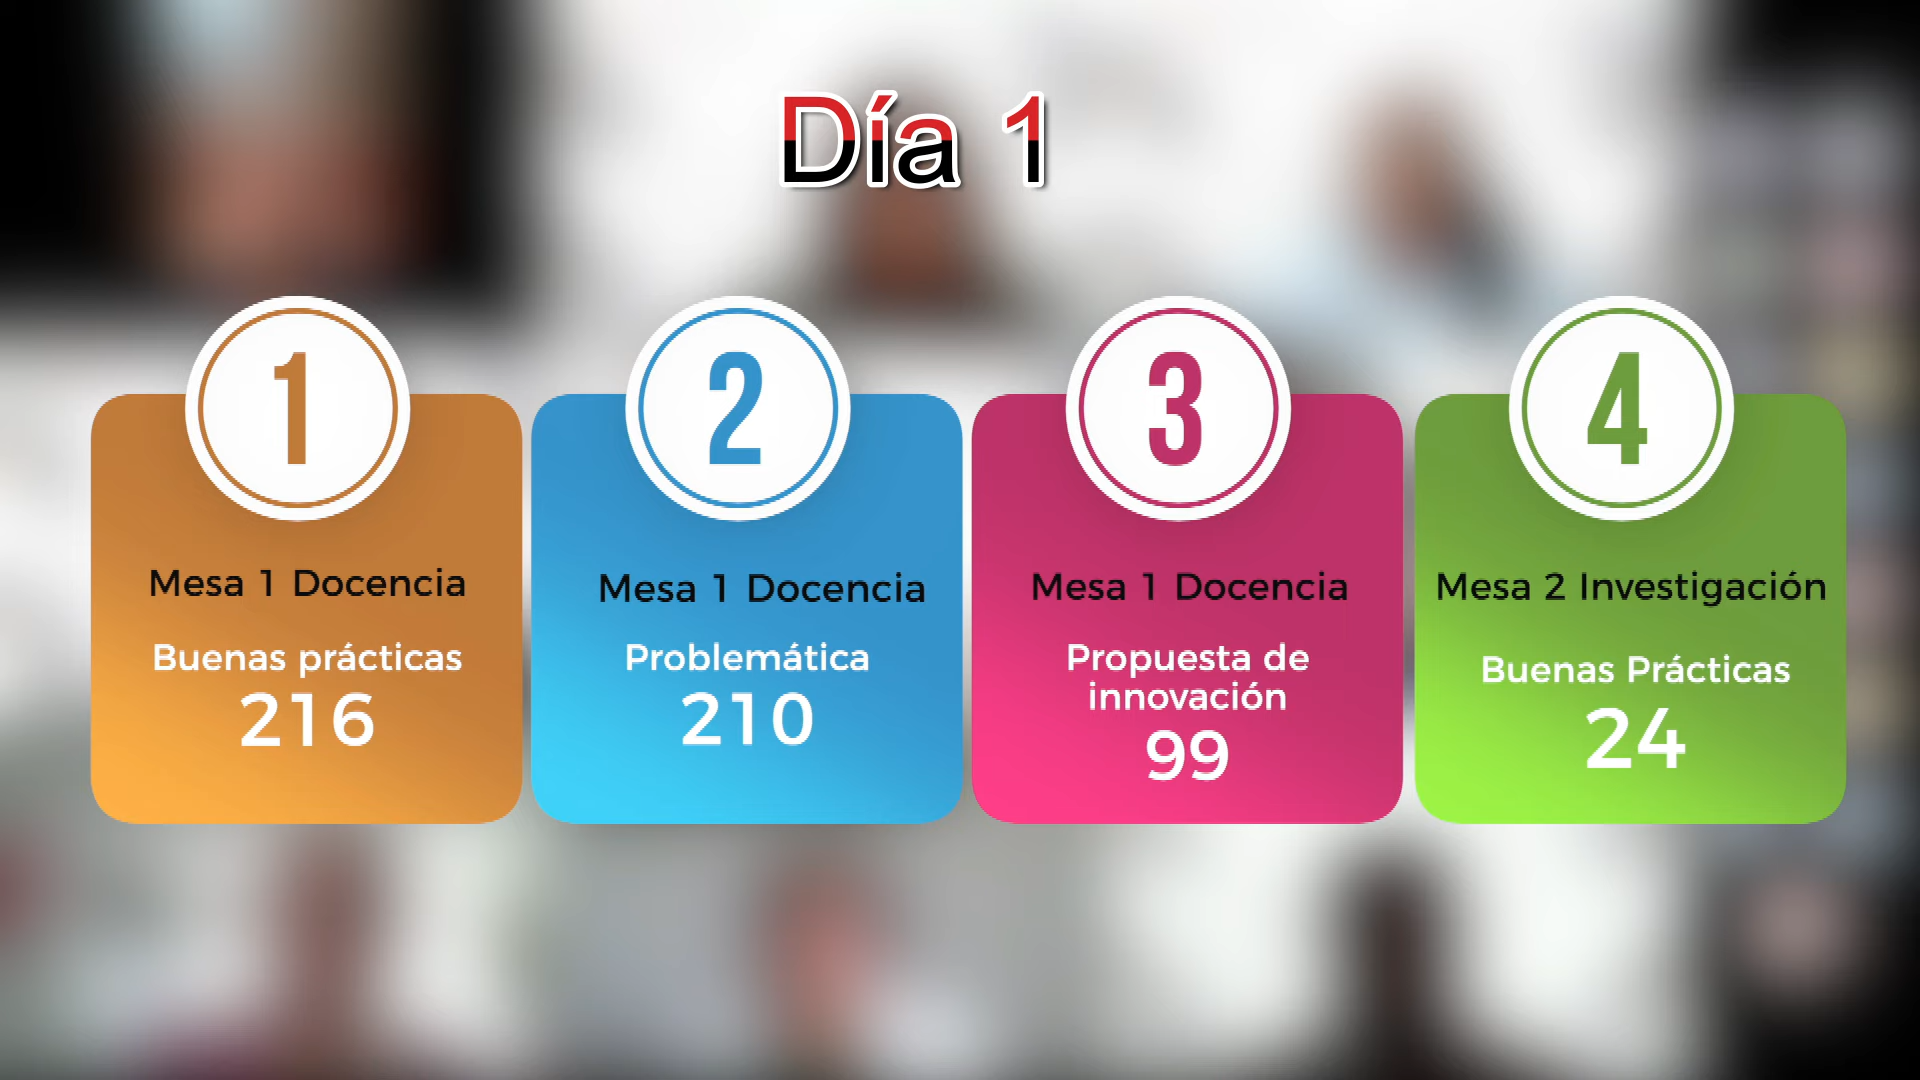 Día 1
1
Mesa 1 Docencia
Buenas prácticas
216
2
Mesa 1 Docencia
Problemática
210
3
Mesa 1 Docencia
Propuesta de
innovación
99
4
Mesa 2 Investigación
Buenas Prácticas
24